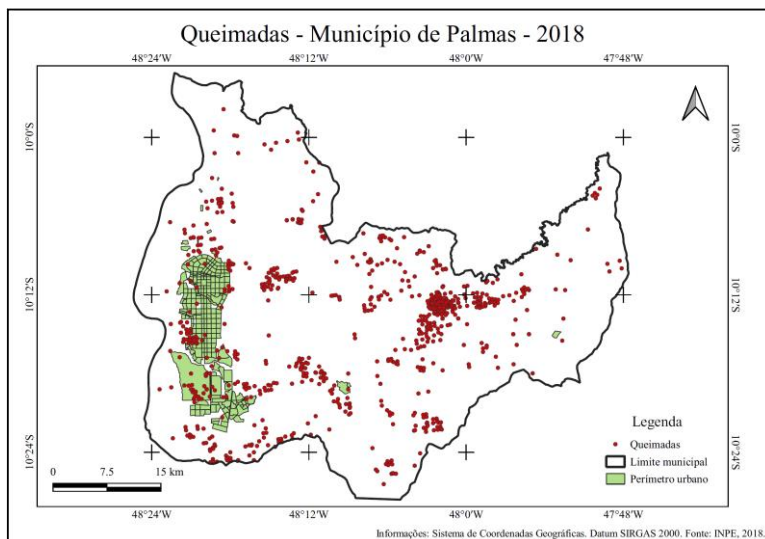 Queimadas - Município de Palmas - 2018
48°24'W 48°12'W 48°0'W 47°48'W
10°0'S 10°0'S
10°12'S 10°12'S
Legenda
Queimadas
Limite municipal
Perímetro urbano
10°24'S 10°24'S
0 7.5 15 km
48°24'W 48°12'W 48°0'W 47°48'W
Informações: Sistema de Coordenadas Geográficas. Datum SIRGAS 2000. Fonte: INPE, 2018.